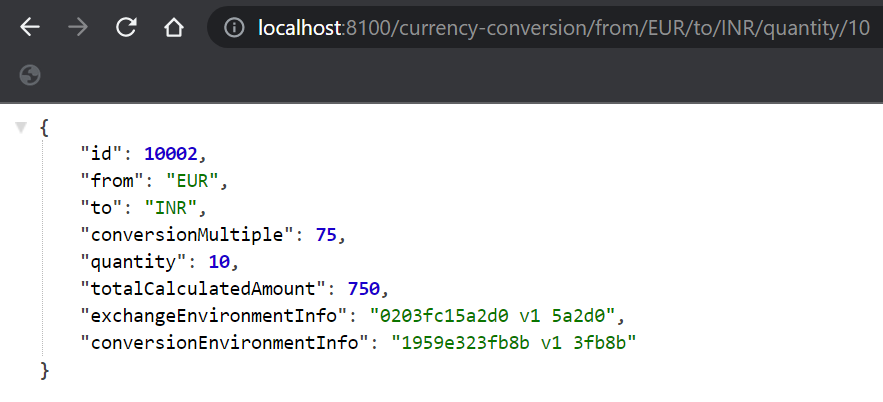 localhost:8100/currency-conversion/from/EUR/to/INR/quantity/10
{
"id": 10002,
"from": "EUR",
"to": "INR",
"conversionMultiple": 75,
"quantity": 10,
"totalCalculatedAmount": 750,
"exchangeEnvironmentInfo": "0203fc15a2d0 v1 5a2d0",
"conversionEnvironmentInfo": "1959e323fb8b v1 3fb8b"
}